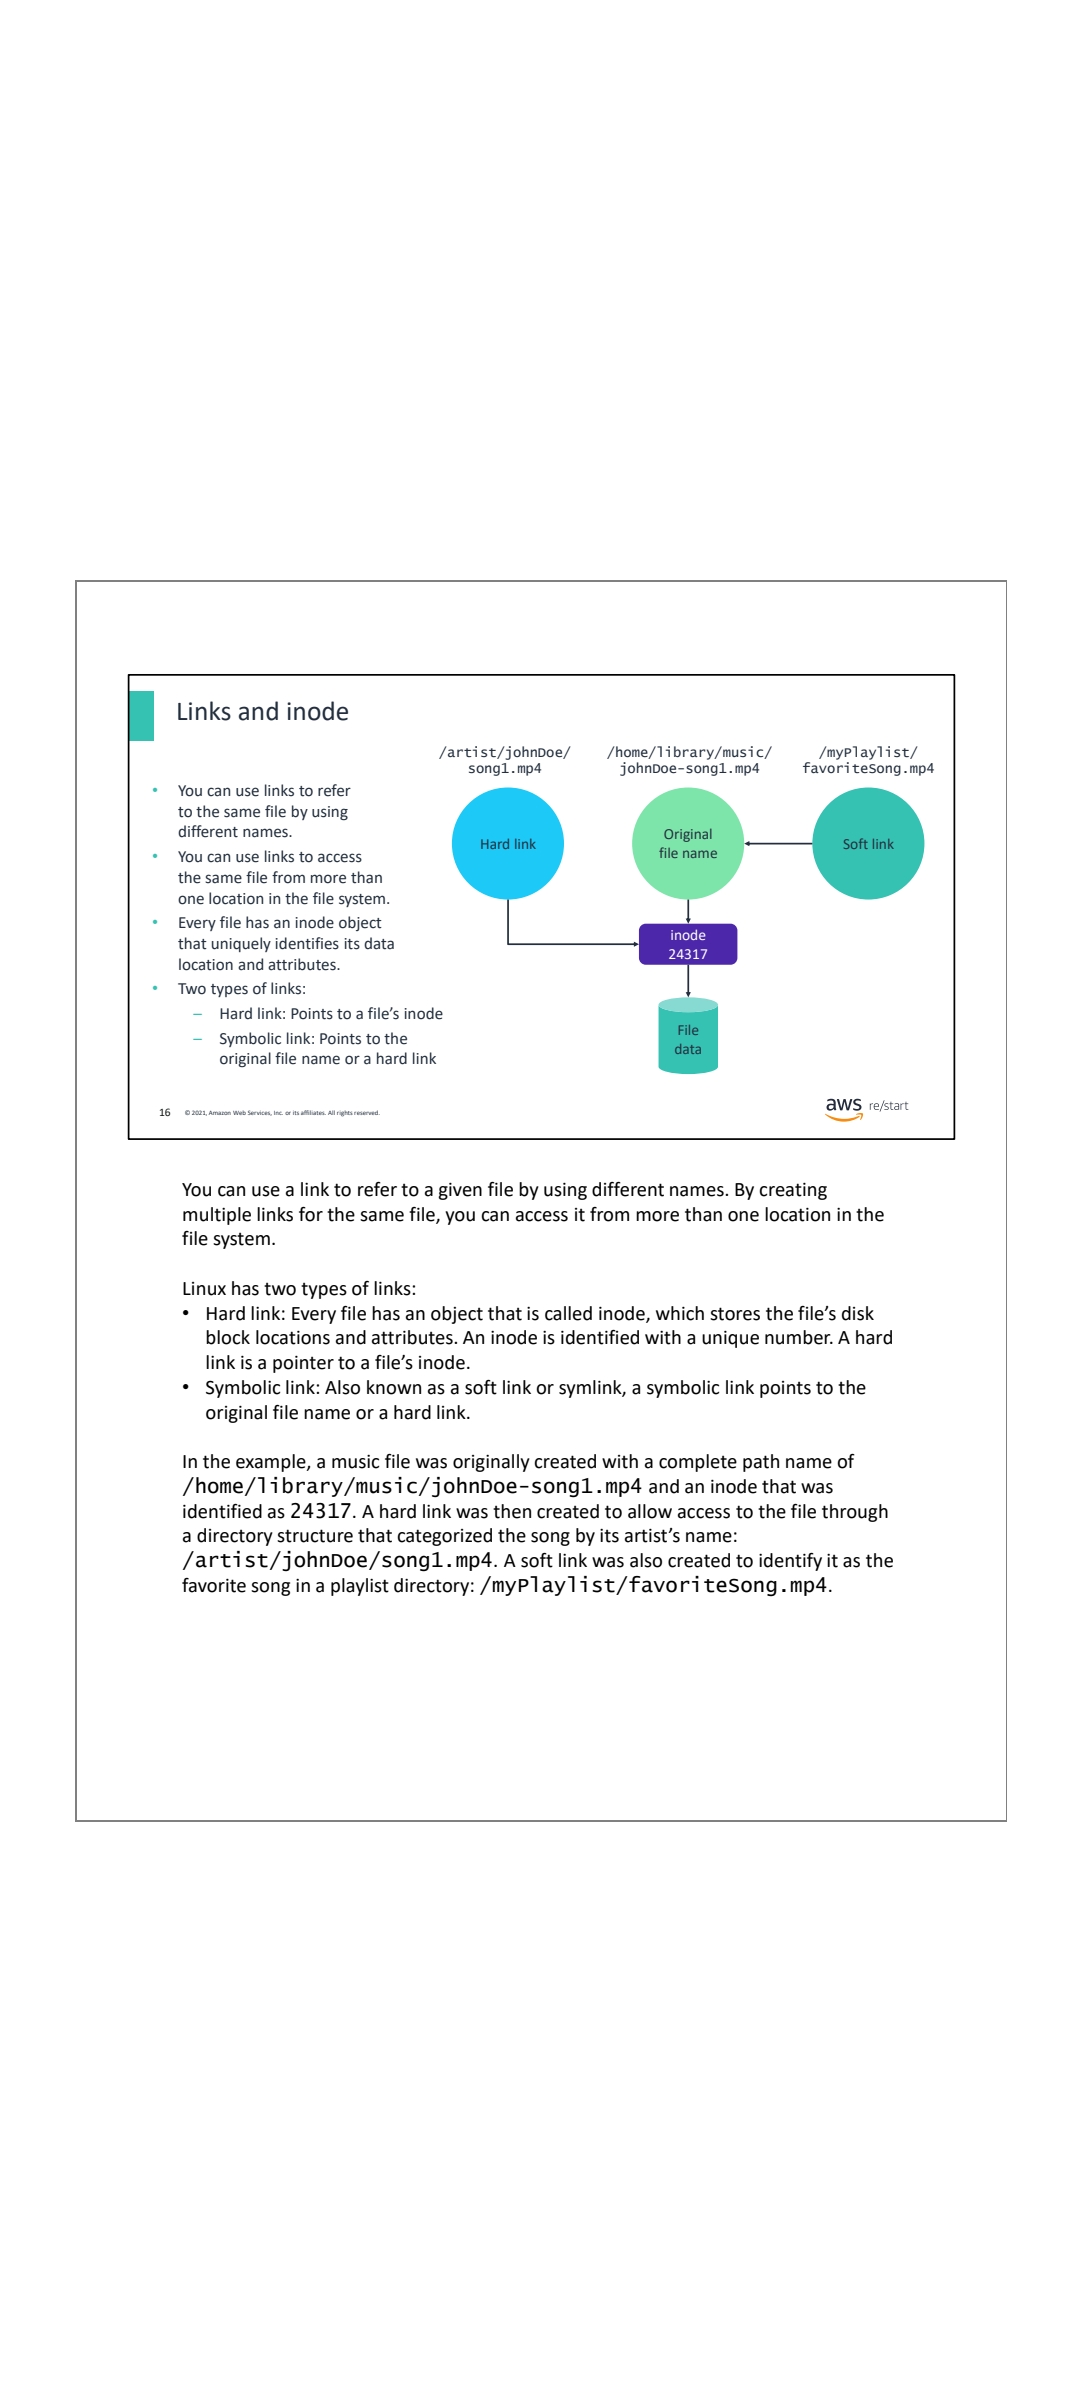 Links and inode
/artist/johnDoe/
song1.mp4
/home/library/music/
johnDoe-song1.mp4
/myPlaylist/
favoriteSong.mp4
• You can use links to refer
to the same file by using
different names.
• You can use links to access
the same file from more than
one location in the file system.
• Every file has an inode object
that uniquely identifies its data
location and attributes.
• Two types of links:
– Hard link: Points to a file’s inode
– Symbolic link: Points to the
original file name or a hard link
Hard link
Original
file name
Soft link
inode
24317
File
data
16 © 2021, Amazon Web Services, Inc. or its affiliates. All rights reserved.
aws re/start
You can use a link to refer to a given file by using different names. By creating
multiple links for the same file, you can access it from more than one location in the
file system.
Linux has two types of links:
• Hard link: Every file has an object that is called inode, which stores the file’s disk
block locations and attributes. An inode is identified with a unique number. A hard
link is a pointer to a file’s inode.
• Symbolic link: Also known as a soft link or symlink, a symbolic link points to the
original file name or a hard link.
In the example, a music file was originally created with a complete path name of
/home/library/music/johnDoe-song1.mp4 and an inode that was
identified as 24317. A hard link was then created to allow access to the file through
a directory structure that categorized the song by its artist’s name:
/artist/johnDoe/song1.mp4. A soft link was also created to identify it as the
favorite song in a playlist directory: /myPlaylist/favoriteSong.mp4.